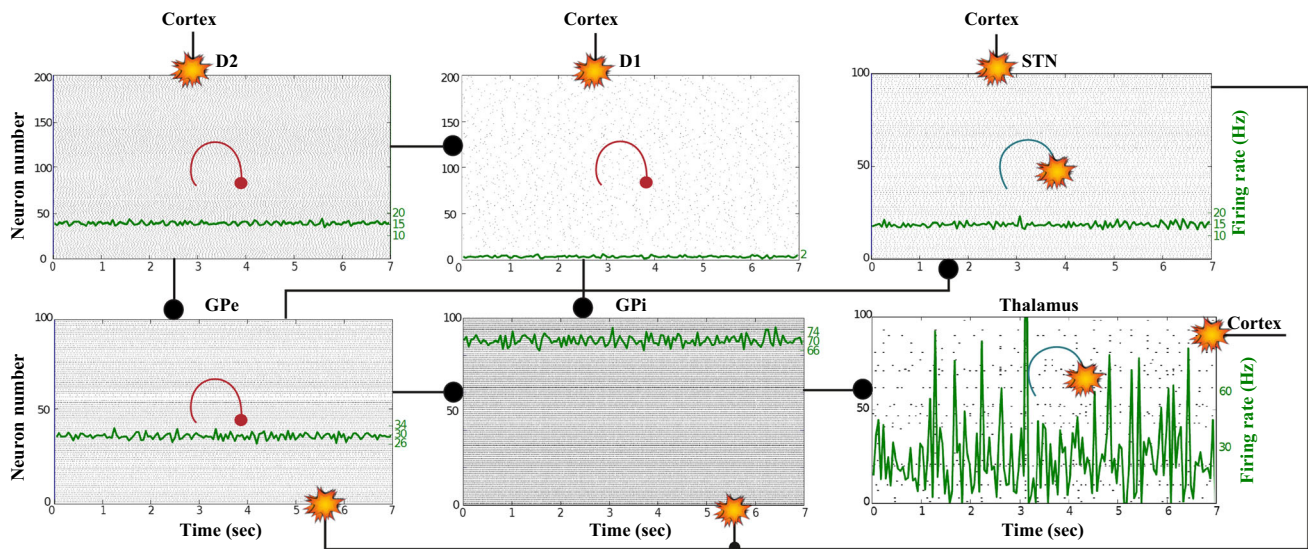 Cortex Cortex Cortex
D2 D1 STN
200 200 100
150 150
Neuron number 100 100 50 Firing rate (Hz)
50 20 15 10 50 2 20 15 10
0 0 0
0 1 2 3 4 5 6 7 0 1 2 3 4 5 6 7 0 1 2 3 4 5 6 7
GPe GPi Thalamus
100 100 74 70 66 100 Cortex
Neuron number 50 34 30 26 50 50 60 30 Firing rate (Hz)
0 0 0
0 1 2 3 4 5 6 7 0 1 2 3 4 5 6 7 0 1 2 3 4 5 6 7
Time (sec) Time (sec) Time (sec)